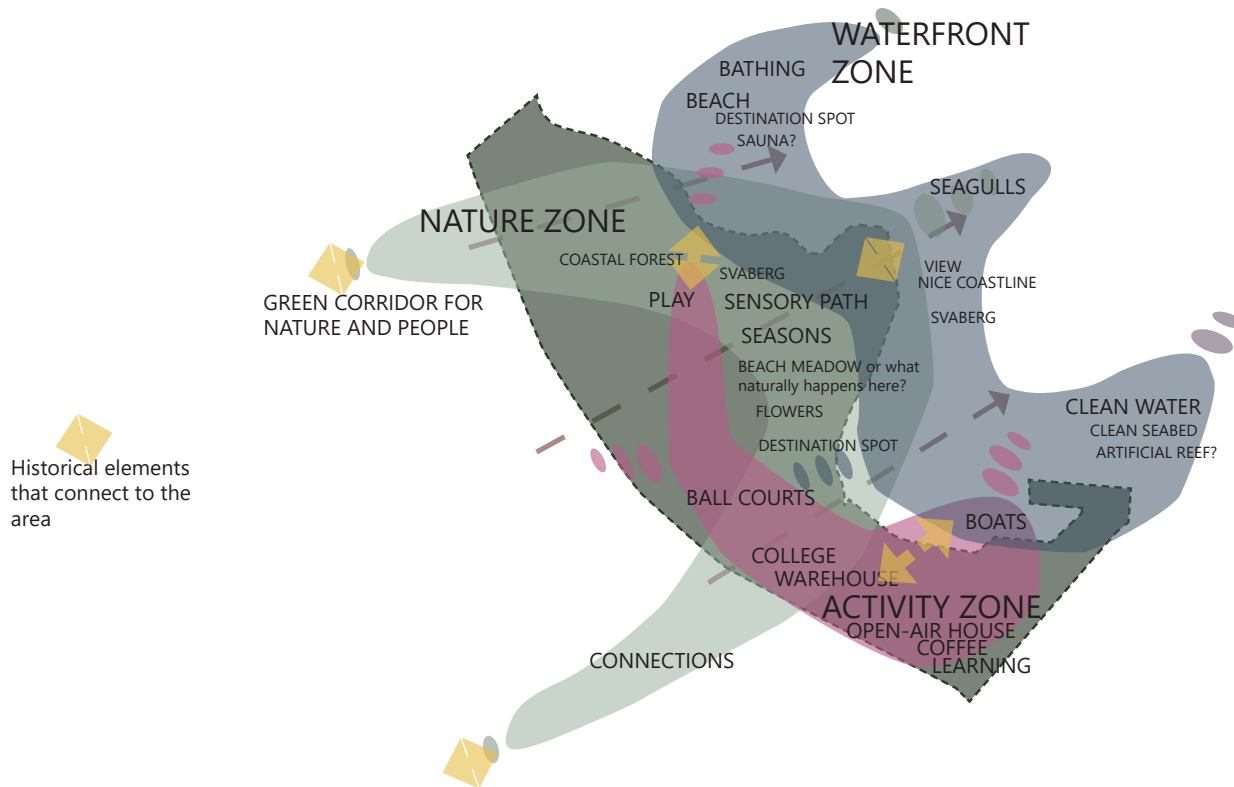 WATERFRONT
ZONE
BATHING
BEACH
DESTINATION SPOT
SAUNA?
SEAGULLS
NATURE ZONE
COASTAL FOREST
SVABERG
VIEW
NICE COASTLINE
GREEN CORRIDOR FOR
NATURE AND PEOPLE
PLAY
SENSORY PATH
SVABERG
SEASONS
BEACH MEADOW or what
naturally happens here?
FLOWERS
CLEAN WATER
CLEAN SEABED
ARTIFICIAL REEF?
DESTINATION SPOT
Historical elements
that connect to the
area
BALL COURTS
BOATS
COLLEGE
WAREHOUSE
ACTIVITY ZONE
OPEN-AIR HOUSE
COFFEE
LEARNING
CONNECTIONS